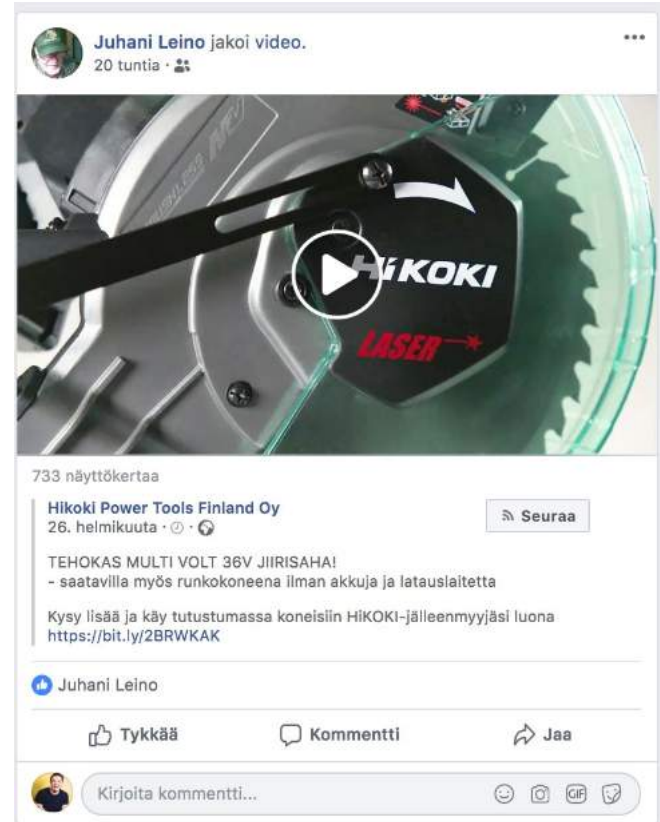 Juhani Leino jakoi video.
20 tuntia ·
HiKOKI
LASER
733 näyttökertaa
Hikoki Power Tools Finland Oy
26. helmikuuta ·
Seuraa
TEHOKAS MULTI VOLT 36V JIIRISAHA!
- saatavilla myös runkokoneena ilman akkuja ja latauslaitetta
Kysy lisää ja käy tutustumassa koneisiin HiKOKI-jälleenmyyjäsi luona
https://bit.ly/2BRWKAK
Juhani Leino
Tykkää
Kommentti
Jaa
Kirjoita kommentti...
GIF